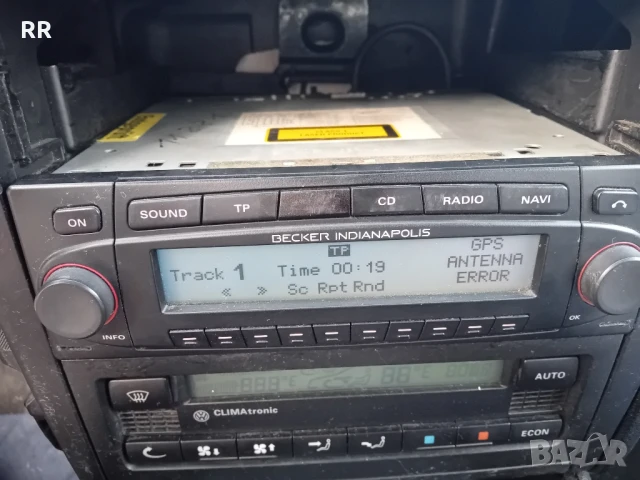 RR
ON
SOUND
TP
CD
RADIO
NAVI
BECKER INDIANAPOLIS
TP
GPS
ANTENNA
ERROR
Track 1 Time 00:19
« » Sc Rpt Rnd
INFO
OK
AUTO
CLIMAtronic
ECON
BAZAR